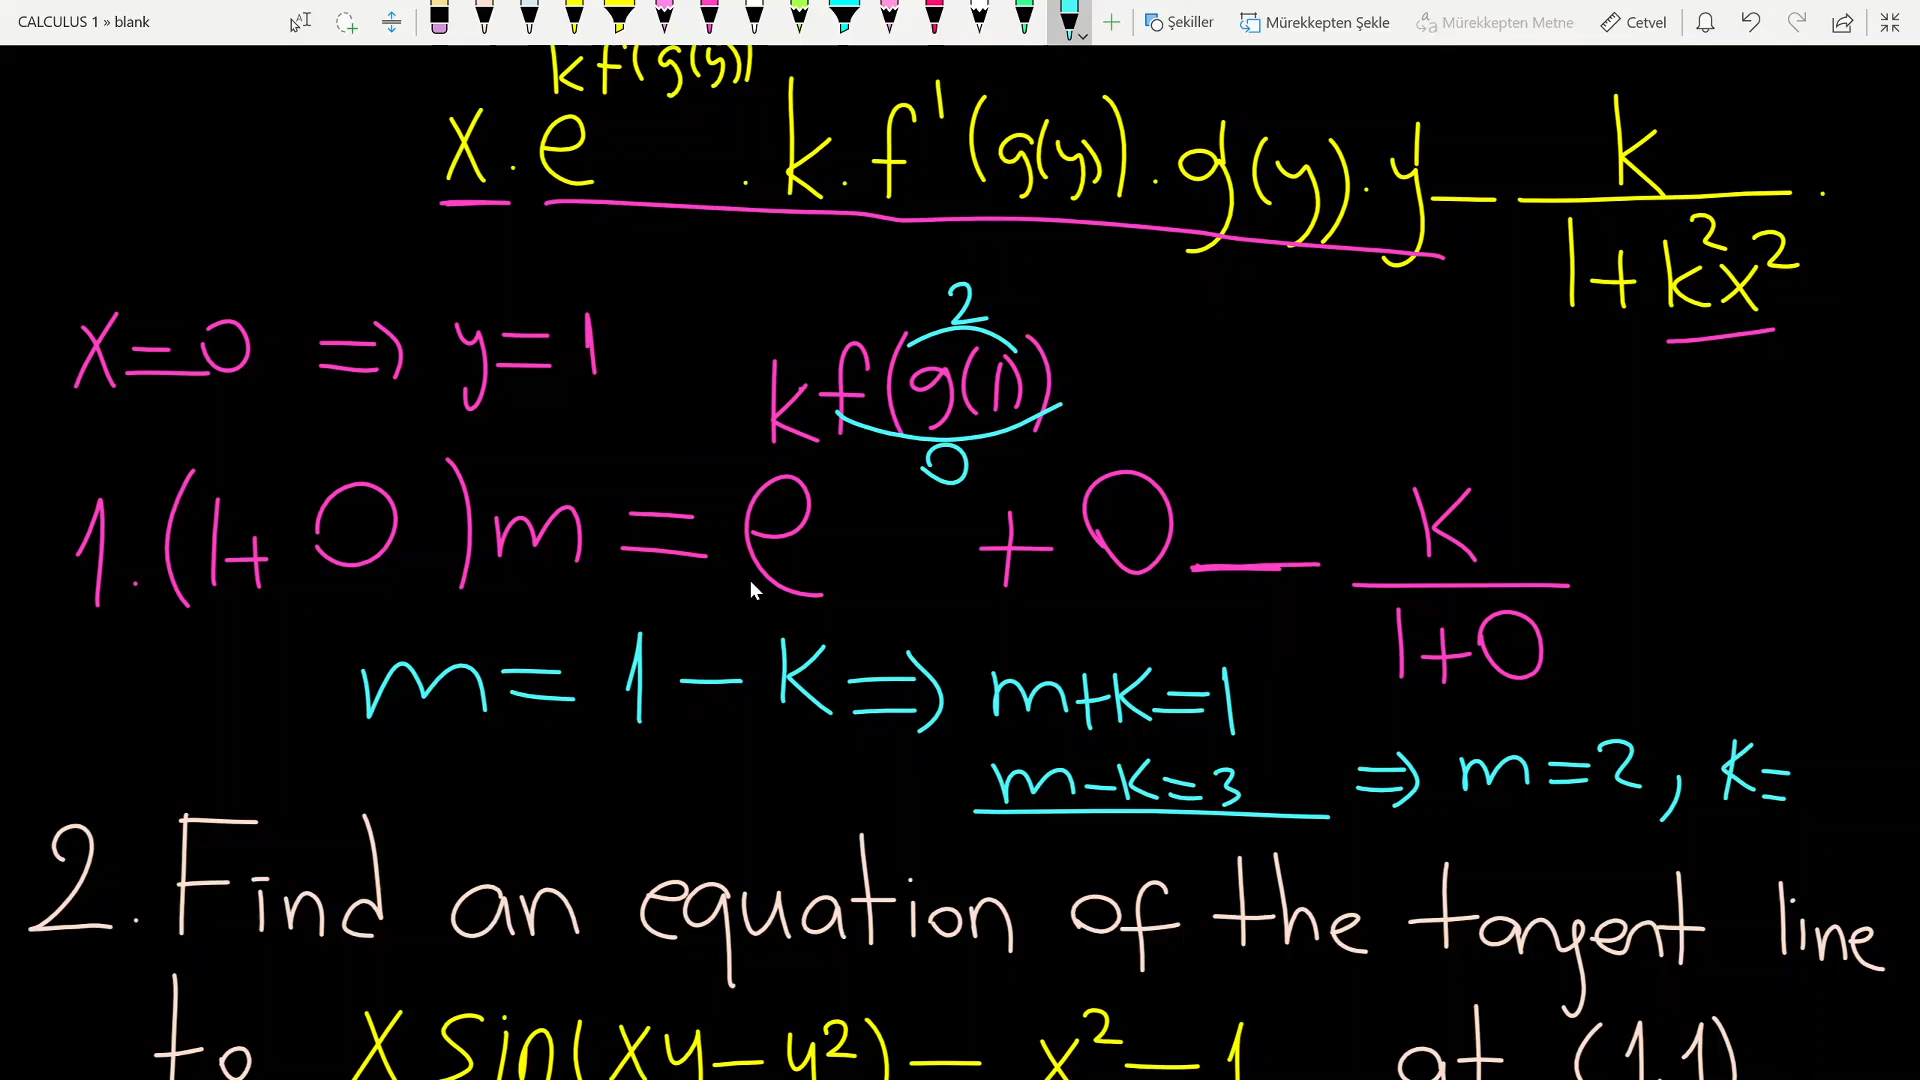 CALCULUS 1 » blank
Şekiller
Mürekkepten Şekle
Mürekkepten Metne
Cetvel
x.e^{kf(g(y))} . k.f'(g(y)).g'(y).y' — k/(1+k²x²) .
x=0 ⇒ y=1
1.(1+0)m = e^{kf(g(1))} + 0 — k/(1+0)
2
0
m = 1 – k ⇒ m+k=1
m–k=3 ⇒ m=2, k=
2. Find an equation of the tangent line
to x sin(xy–y²) = x²–1 at (1,1)